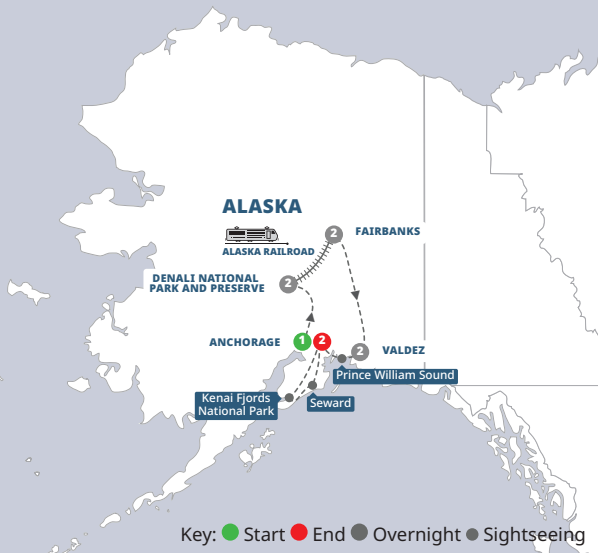 ALASKA
ALASKA RAILROAD
2
FAIRBANKS
DENALI NATIONAL
PARK AND PRESERVE
2
ANCHORAGE
1
2
2
VALDEZ
Prince William Sound
Kenai Fjords
National Park
Seward
Key: Start End Overnight Sightseeing